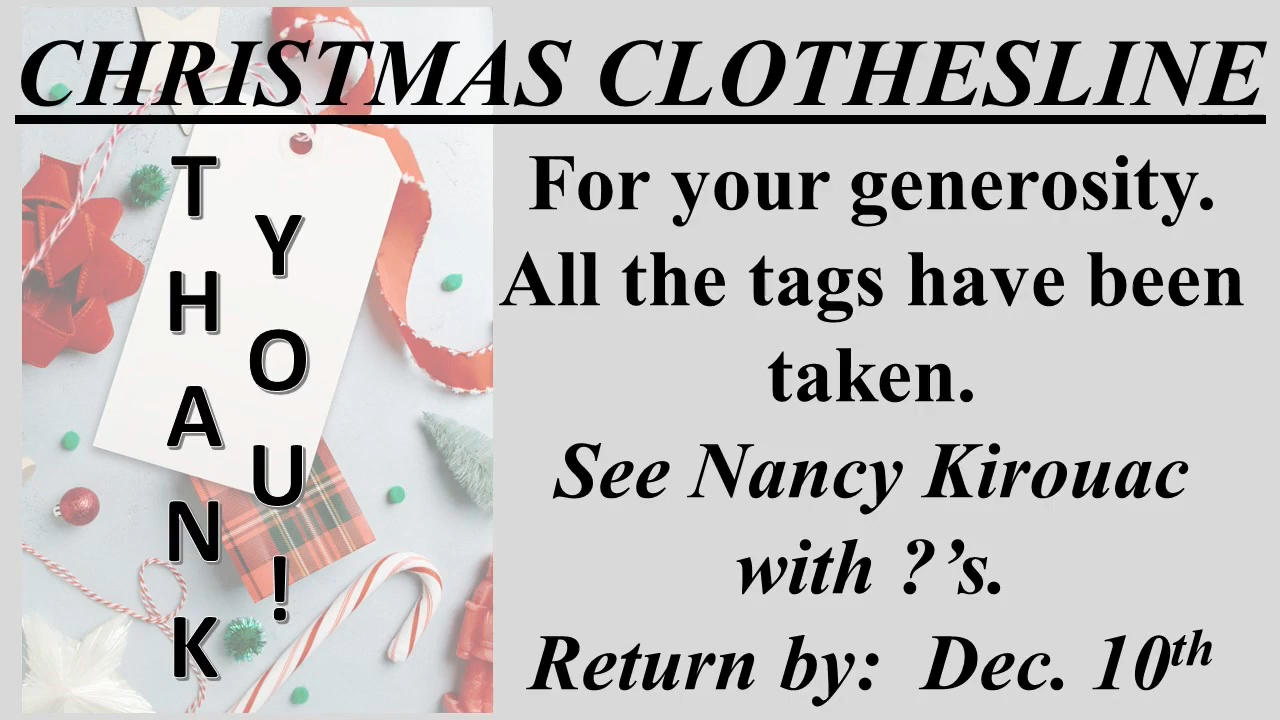 CHRISTMAS CLOTHESLINE
THANK
YOU!
For your generosity.
All the tags have been
taken.
See Nancy Kirouac
with ?’s.
Return by:  Dec. 10th